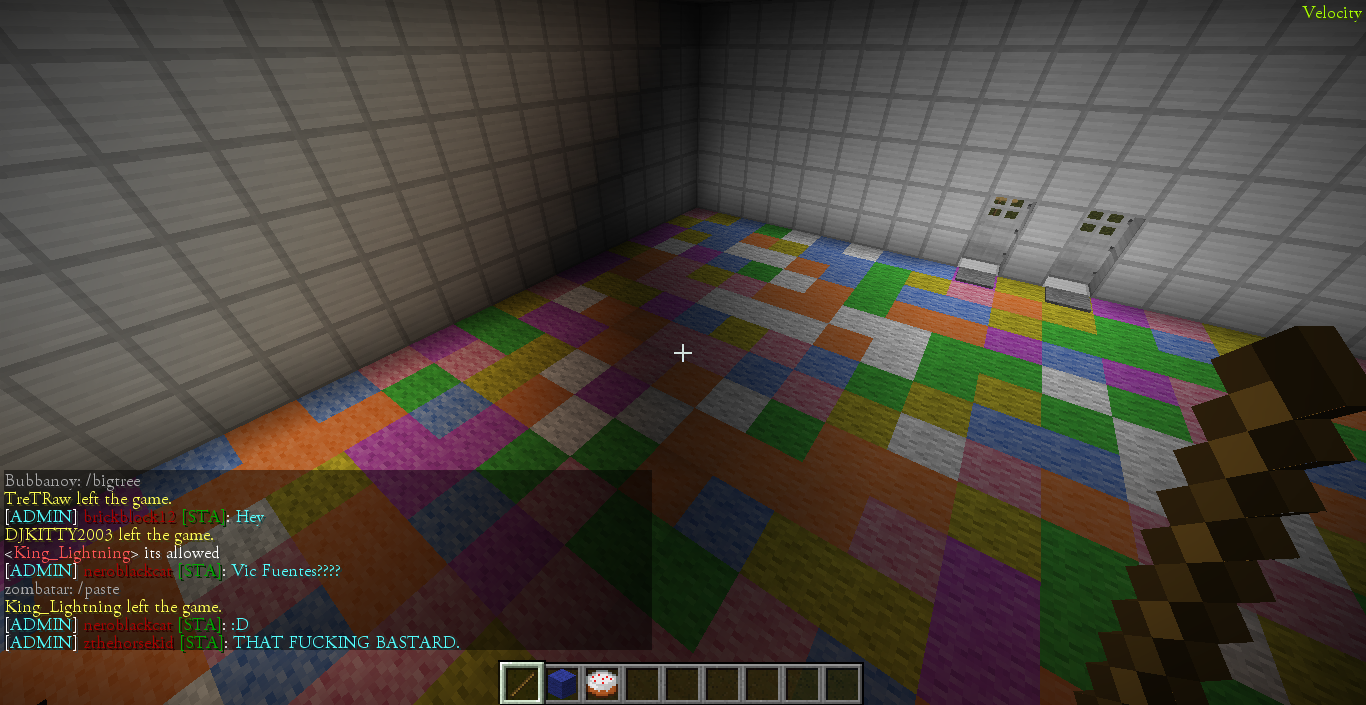 Velocity
Bubbanoy: /bigtree
TreTRaw left the game.
[ADMIN] brickblock12 [STA]: Hey
DJKITTY2003 left the game.
<King_Lightning> its allowed
[ADMIN] neroblackcat [STA]: Vic Fuentes????
zombatar: /paste
King_Lightning left the game.
[ADMIN] neroblackcat [STA]: :D
[ADMIN] zthehorsekid [STA]: THAT FUCKING BASTARD.